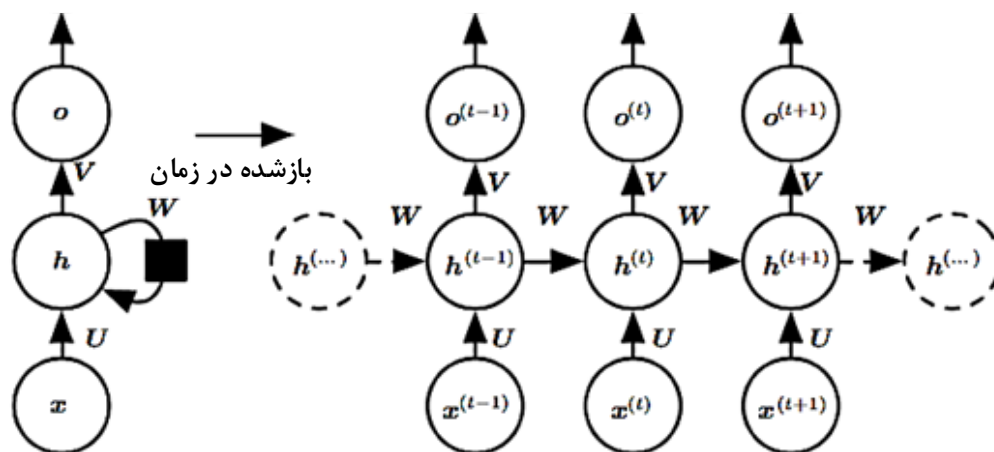 o o^(t−1) o^(t) o^(t+1)
V V V V
بازشده در زمان
W W W W W
h h^(...) h^(t−1) h^(t) h^(t+1) h^(...)
U U U U
x x^(t−1) x^(t) x^(t+1)